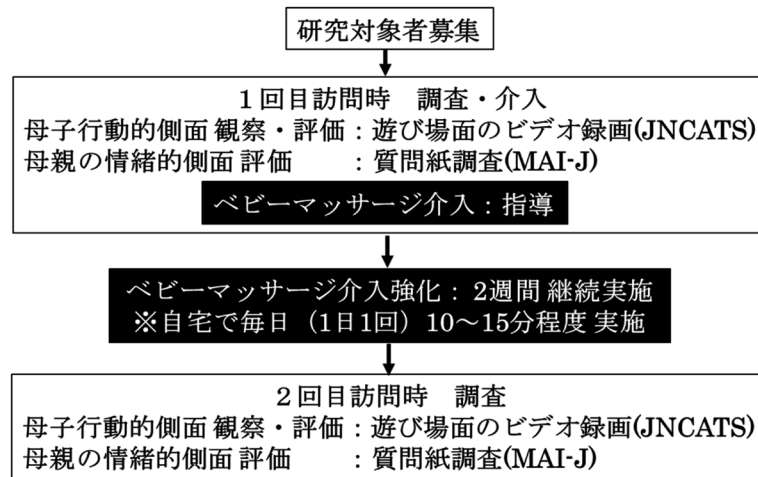 研究対象者募集
1回目訪問時　調査・介入
母子行動的側面 観察・評価：遊び場面のビデオ録画(JNCATS)
母親の情緒的側面 評価　　：質問紙調査(MAI-J)
ベビーマッサージ介入：指導
ベビーマッサージ介入強化：2週間 継続実施
※自宅で毎日（1日1回）10～15分程度 実施
2回目訪問時　調査
母子行動的側面 観察・評価：遊び場面のビデオ録画(JNCATS)
母親の情緒的側面 評価　　：質問紙調査(MAI-J)